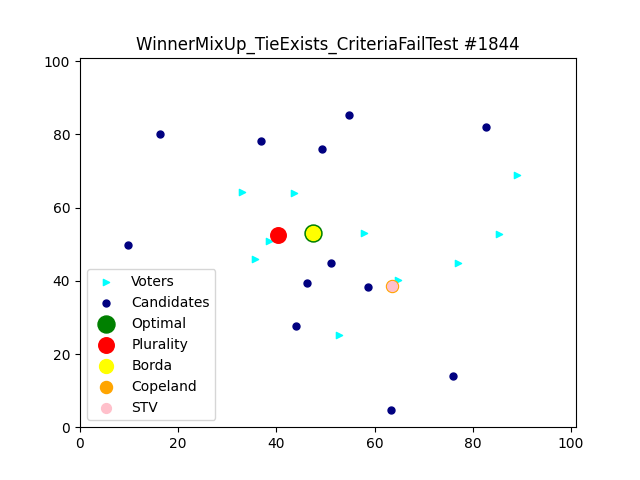 WinnerMixUp_TieExists_CriteriaFailTest #1844
100
80
60
40
20
0
Voters
Candidates
Optimal
Plurality
Borda
Copeland
STV
0 20 40 60 80 100